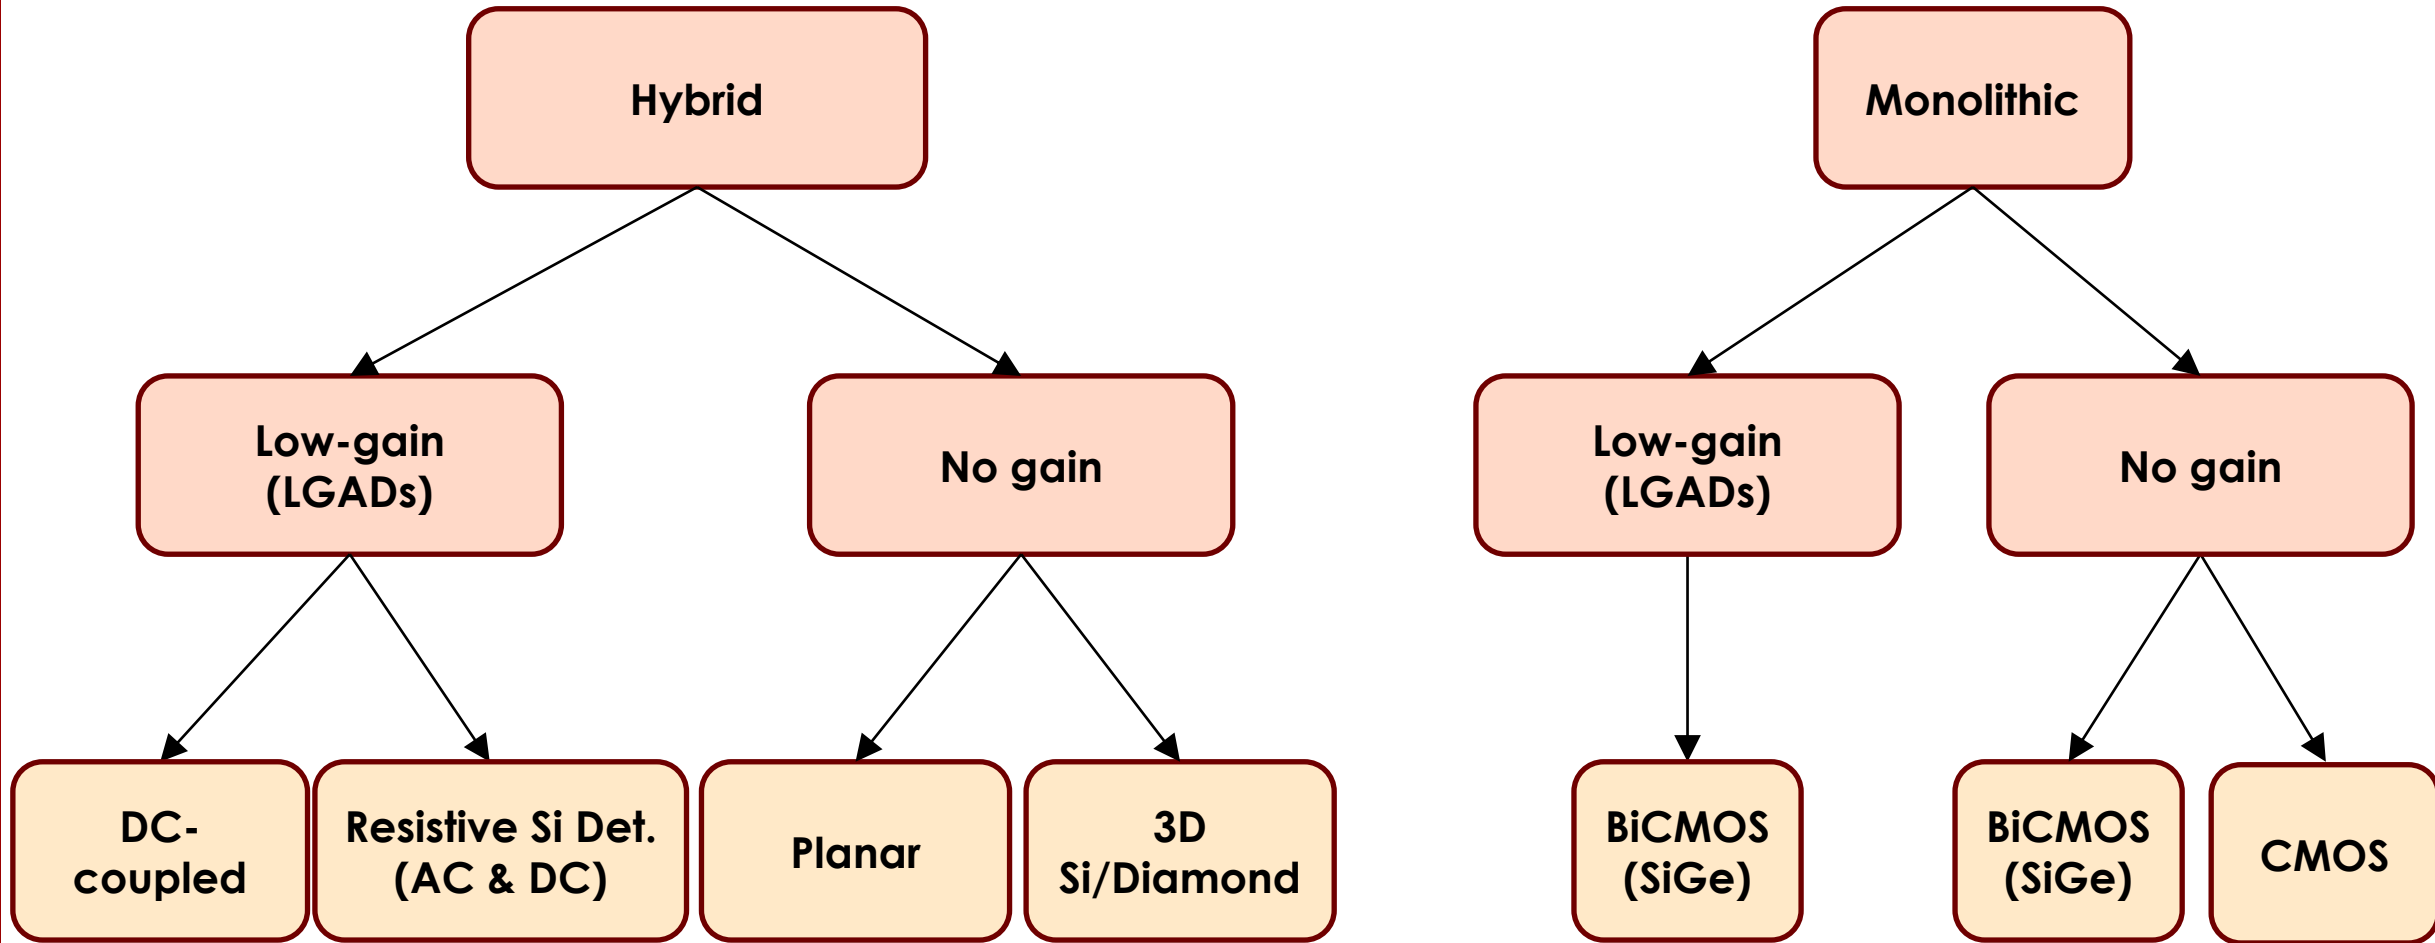 Hybrid
Monolithic
Low-gain
(LGADs)
No gain
Low-gain
(LGADs)
No gain
DC-
coupled
Resistive Si Det.
(AC & DC)
Planar
3D
Si/Diamond
BiCMOS
(SiGe)
BiCMOS
(SiGe)
CMOS